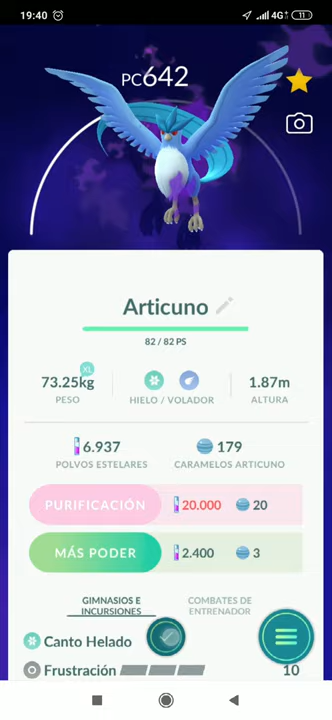 19:40 4G+ 11
PC642
Articuno
82 / 82 PS
XL
73.25kg 1.87m
PESO HIELO / VOLADOR ALTURA
6.937 179
POLVOS ESTELARES CARAMELOS ARTICUNO
PURIFICACIÓN 20.000 20
MÁS PODER 2.400 3
GIMNASIOS E INCURSIONES
COMBATES DE ENTRENADOR
Canto Helado
Frustración 10